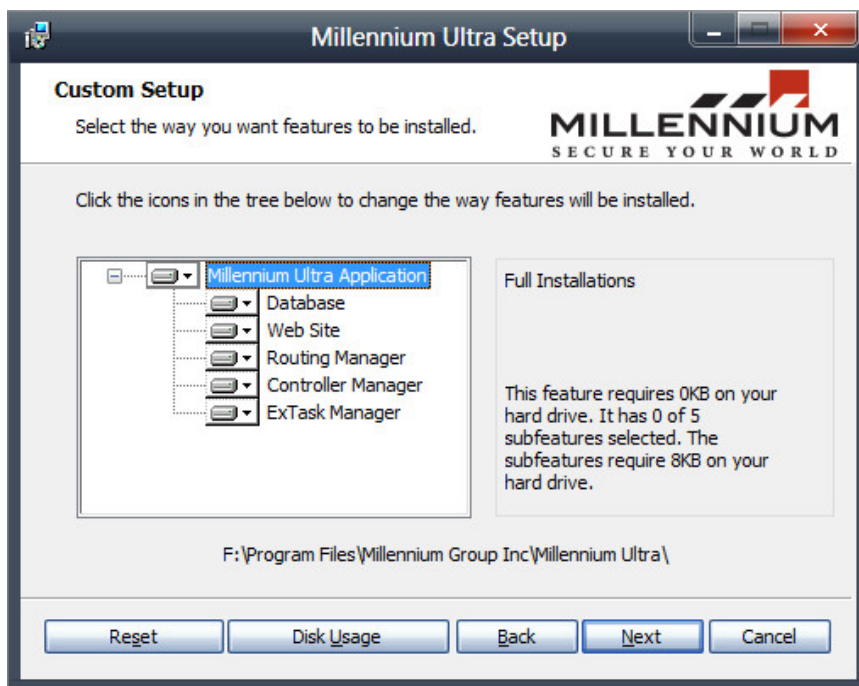 Millennium Ultra Setup
Custom Setup
Select the way you want features to be installed.
MILLENNIUM
SECURE YOUR WORLD
Click the icons in the tree below to change the way features will be installed.
Millennium Ultra Application
Database
Web Site
Routing Manager
Controller Manager
ExTask Manager
Full Installations
This feature requires 0KB on your
hard drive. It has 0 of 5
subfeatures selected. The
subfeatures require 8KB on your
hard drive.
F:\Program Files\Millennium Group Inc\Millennium Ultra\
Reset
Disk Usage
Back
Next
Cancel